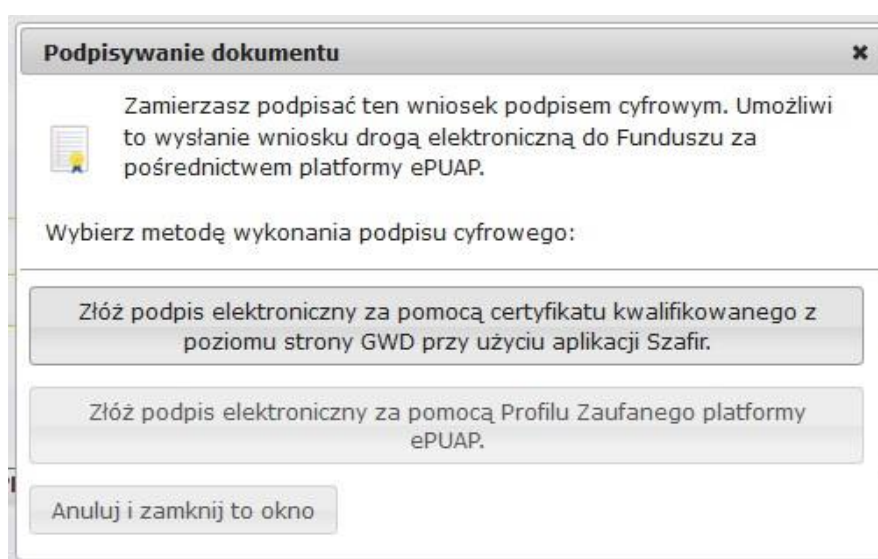 Podpisywanie dokumentu
Zamierzasz podpisać ten wniosek podpisem cyfrowym. Umożliwi
to wysłanie wniosku drogą elektroniczną do Funduszu za
pośrednictwem platformy ePUAP.
Wybierz metodę wykonania podpisu cyfrowego:
Złóż podpis elektroniczny za pomocą certyfikatu kwalifikowanego z
poziomu strony GWD przy użyciu aplikacji Szafir.
Złóż podpis elektroniczny za pomocą Profilu Zaufanego platformy
ePUAP.
Anuluj i zamknij to okno